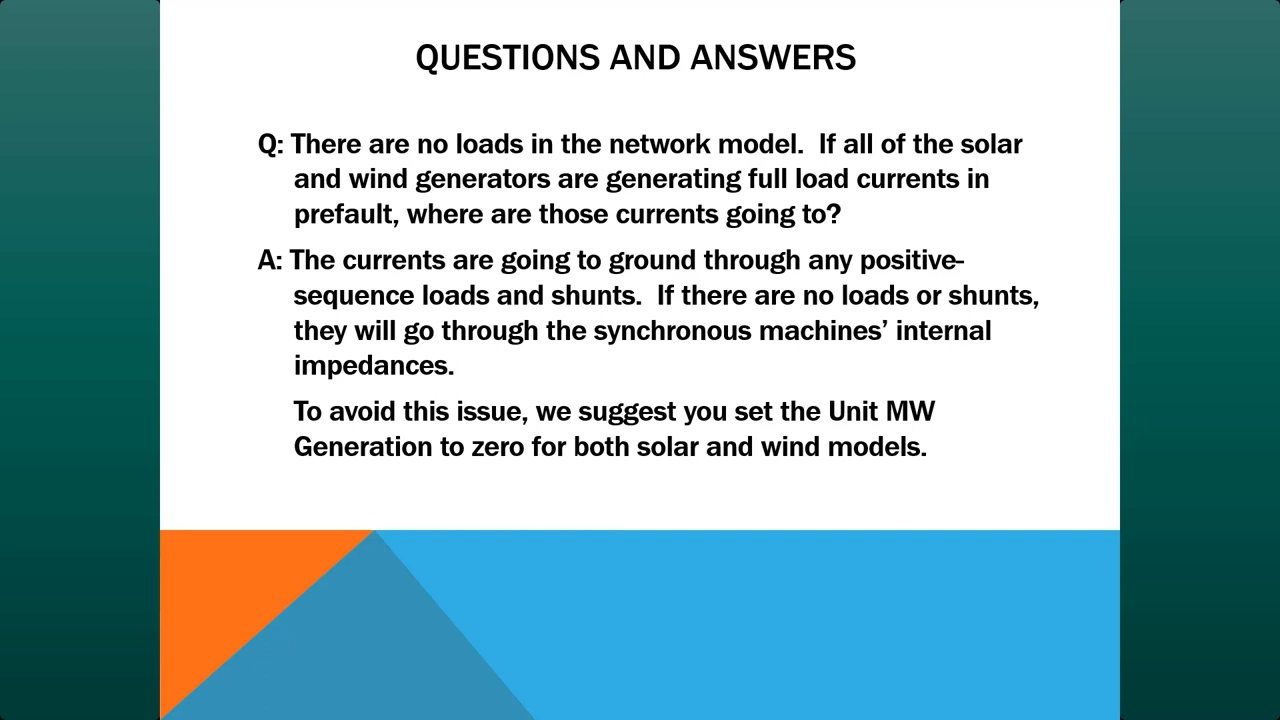 QUESTIONS AND ANSWERS
Q: There are no loads in the network model.  If all of the solar
and wind generators are generating full load currents in
prefault, where are those currents going to?
A: The currents are going to ground through any positive-
sequence loads and shunts.  If there are no loads or shunts,
they will go through the synchronous machines’ internal
impedances.
To avoid this issue, we suggest you set the Unit MW
Generation to zero for both solar and wind models.